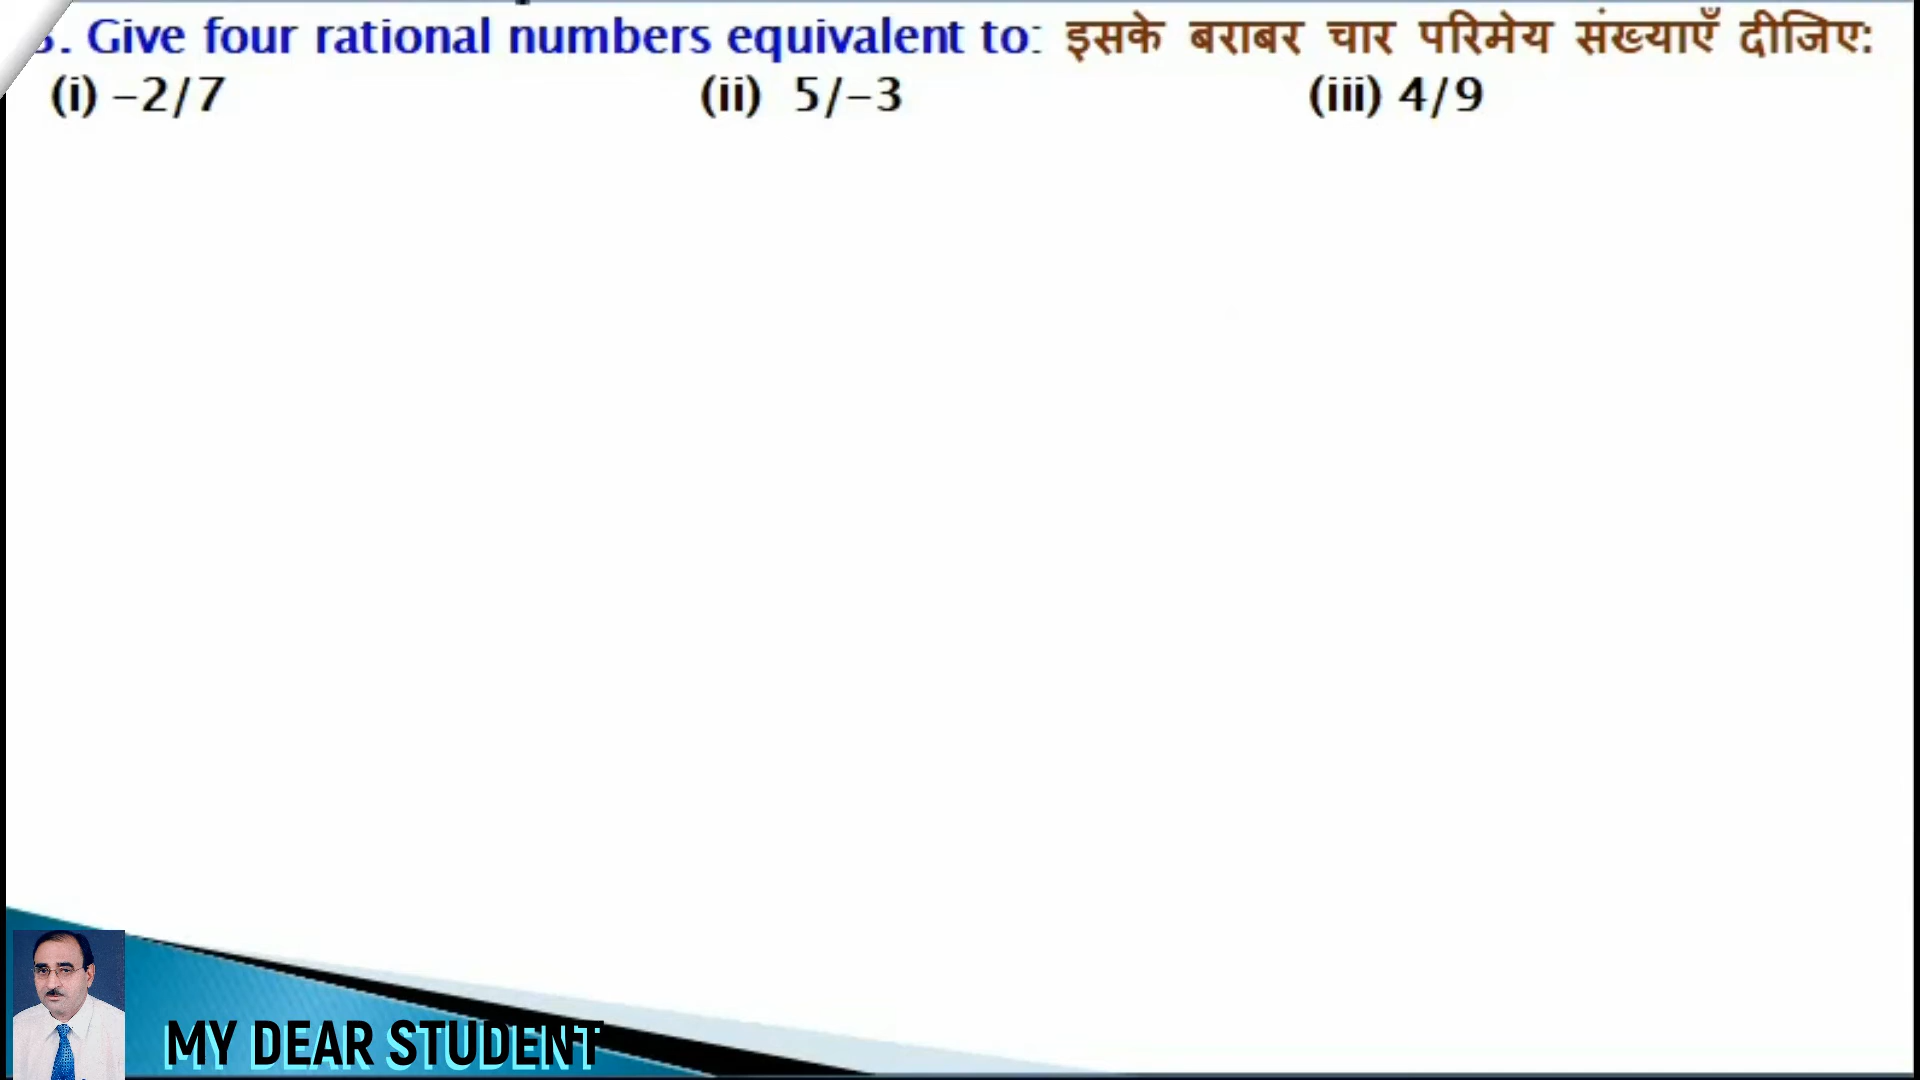 . Give four rational numbers equivalent to: इसके बराबर चार परिमेय संख्याएँ दीजिए:
(i) –2/7 (ii) 5/–3 (iii) 4/9
MY DEAR STUDENT